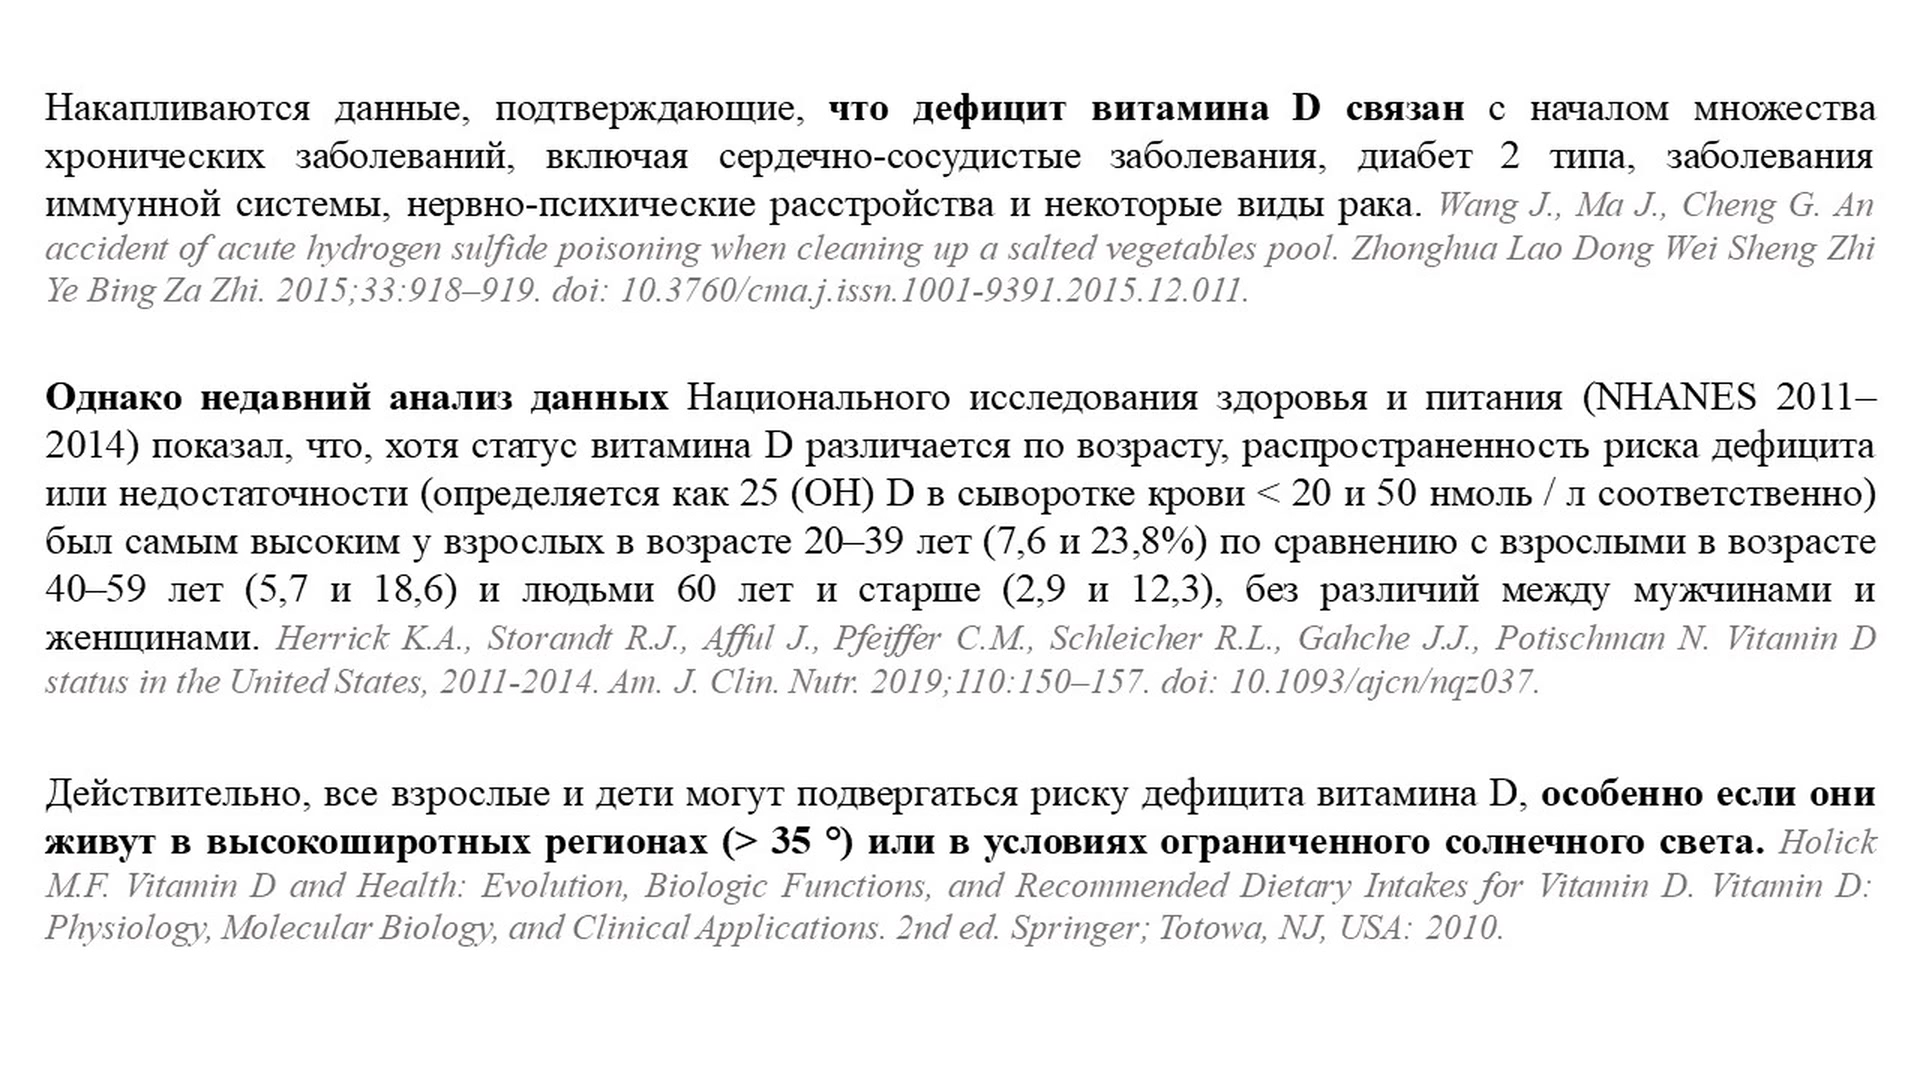 Накапливаются данные, подтверждающие, что дефицит витамина D связан с началом множества
хронических заболеваний, включая сердечно-сосудистые заболевания, диабет 2 типа, заболевания
иммунной системы, нервно-психические расстройства и некоторые виды рака. Wang J., Ma J., Cheng G. An
accident of acute hydrogen sulfide poisoning when cleaning up a salted vegetables pool. Zhonghua Lao Dong Wei Sheng Zhi
Ye Bing Za Zhi. 2015;33:918–919. doi: 10.3760/cma.j.issn.1001-9391.2015.12.011.
Однако недавний анализ данных Национального исследования здоровья и питания (NHANES 2011–
2014) показал, что, хотя статус витамина D различается по возрасту, распространенность риска дефицита
или недостаточности (определяется как 25 (OH) D в сыворотке крови < 20 и 50 нмоль / л соответственно)
был самым высоким у взрослых в возрасте 20–39 лет (7,6 и 23,8%) по сравнению с взрослыми в возрасте
40–59 лет (5,7 и 18,6) и людьми 60 лет и старше (2,9 и 12,3), без различий между мужчинами и
женщинами. Herrick K.A., Storandt R.J., Afful J., Pfeiffer C.M., Schleicher R.L., Gahche J.J., Potischman N. Vitamin D
status in the United States, 2011-2014. Am. J. Clin. Nutr. 2019;110:150–157. doi: 10.1093/ajcn/nqz037.
Действительно, все взрослые и дети могут подвергаться риску дефицита витамина D, особенно если они
живут в высокоширотных регионах (> 35 °) или в условиях ограниченного солнечного света. Holick
M.F. Vitamin D and Health: Evolution, Biologic Functions, and Recommended Dietary Intakes for Vitamin D. Vitamin D:
Physiology, Molecular Biology, and Clinical Applications. 2nd ed. Springer; Totowa, NJ, USA: 2010.